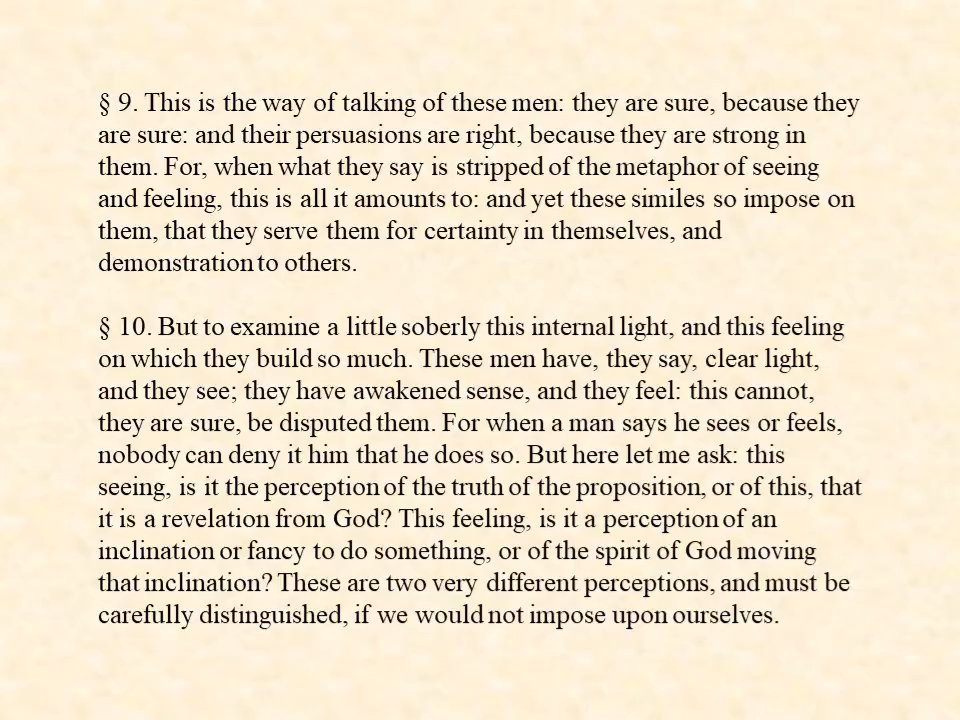 § 9. This is the way of talking of these men: they are sure, because they
are sure: and their persuasions are right, because they are strong in
them. For, when what they say is stripped of the metaphor of seeing
and feeling, this is all it amounts to: and yet these similes so impose on
them, that they serve them for certainty in themselves, and
demonstration to others.

§ 10. But to examine a little soberly this internal light, and this feeling
on which they build so much. These men have, they say, clear light,
and they see; they have awakened sense, and they feel: this cannot,
they are sure, be disputed them. For when a man says he sees or feels,
nobody can deny it him that he does so. But here let me ask: this
seeing, is it the perception of the truth of the proposition, or of this, that
it is a revelation from God? This feeling, is it a perception of an
inclination or fancy to do something, or of the spirit of God moving
that inclination? These are two very different perceptions, and must be
carefully distinguished, if we would not impose upon ourselves.